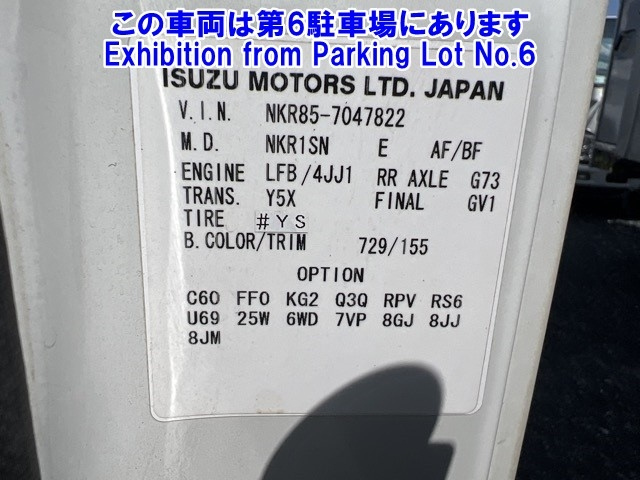 この車両は第6駐車場にあります
Exhibition from Parking Lot No.6
ISUZU MOTORS LTD. JAPAN
V.I.N. NKR85-7047822
M.D. NKR1SN E AF/BF
ENGINE LFB/4JJ1 RR AXLE G73
TRANS. Y5X FINAL GV1
TIRE #YS
B.COLOR/TRIM 729/155
OPTION
C60 FF0 KG2 Q3Q RPV RS6
U69 25W 6WD 7VP 8GJ 8JJ
8JM